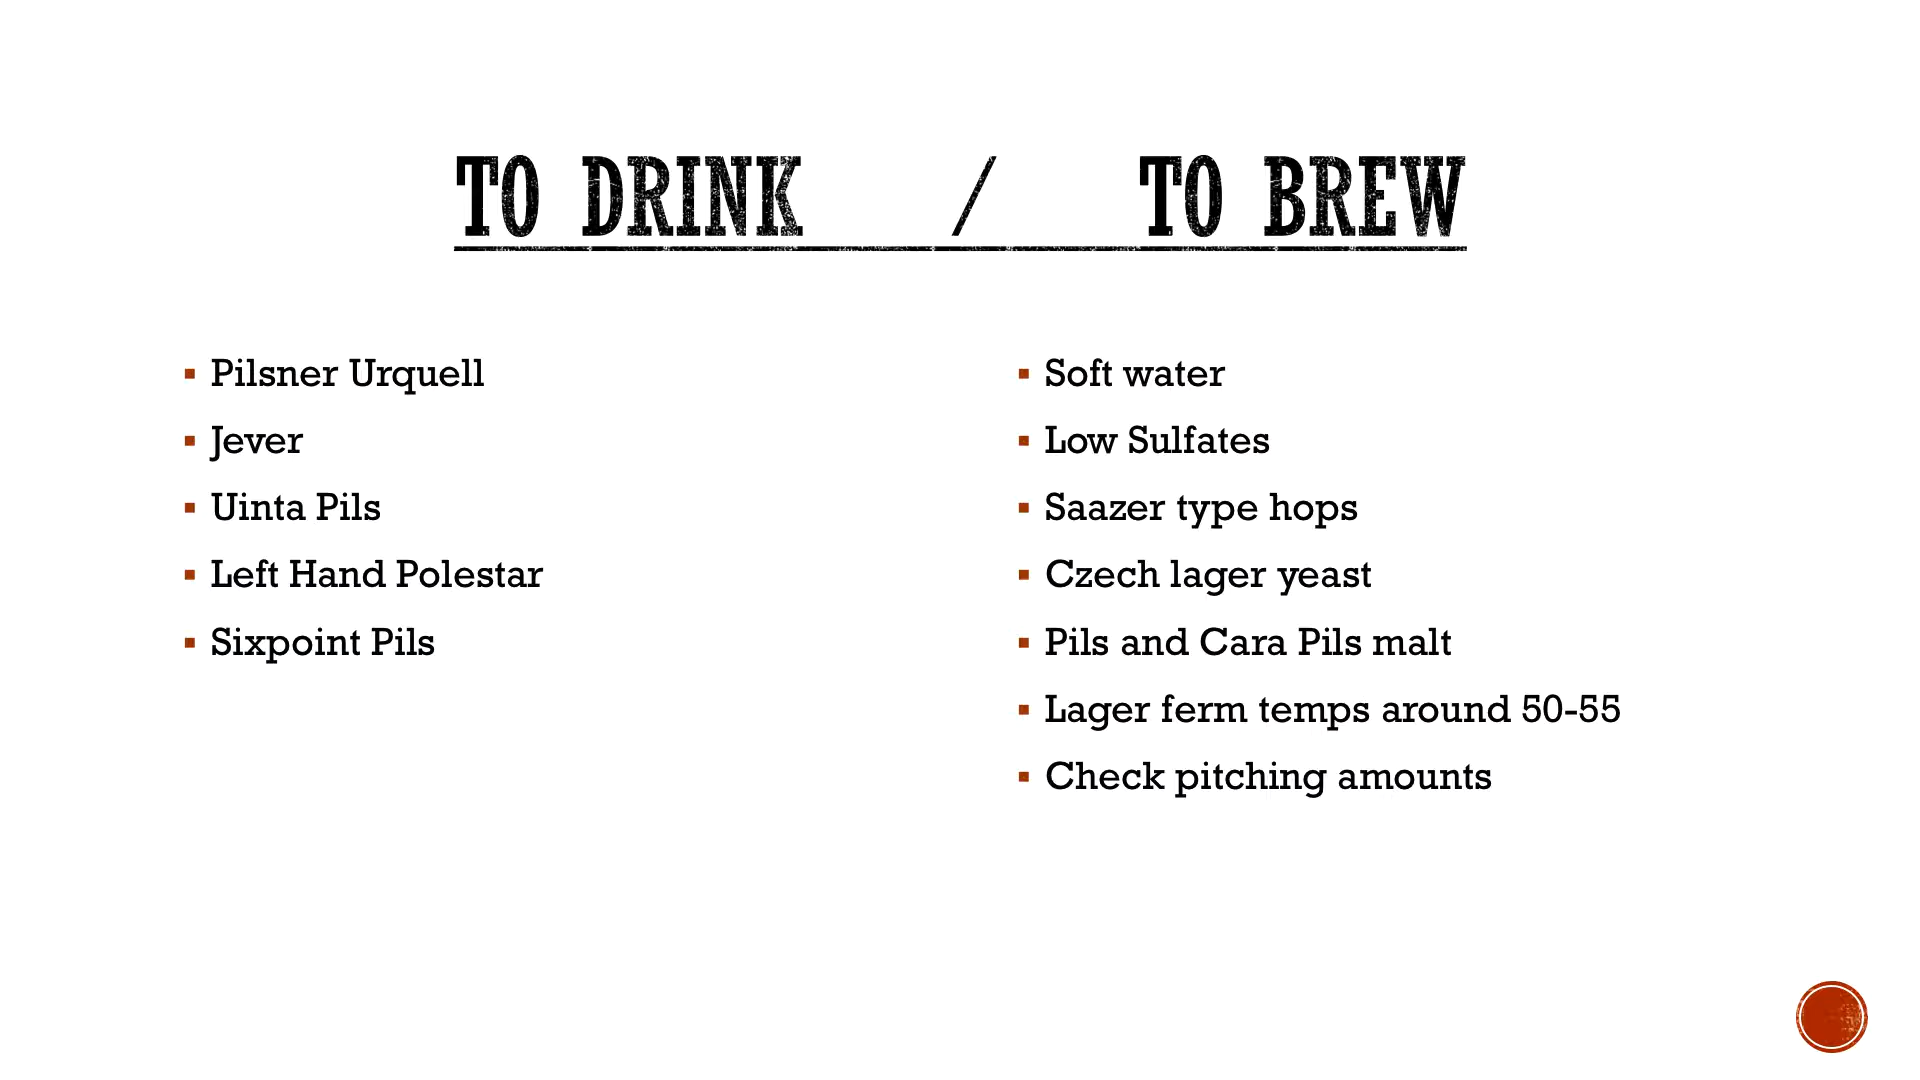 TO DRINK / TO BREW
Pilsner Urquell
Jever
Uinta Pils
Left Hand Polestar
Sixpoint Pils
Soft water
Low Sulfates
Saazer type hops
Czech lager yeast
Pils and Cara Pils malt
Lager ferm temps around 50-55
Check pitching amounts